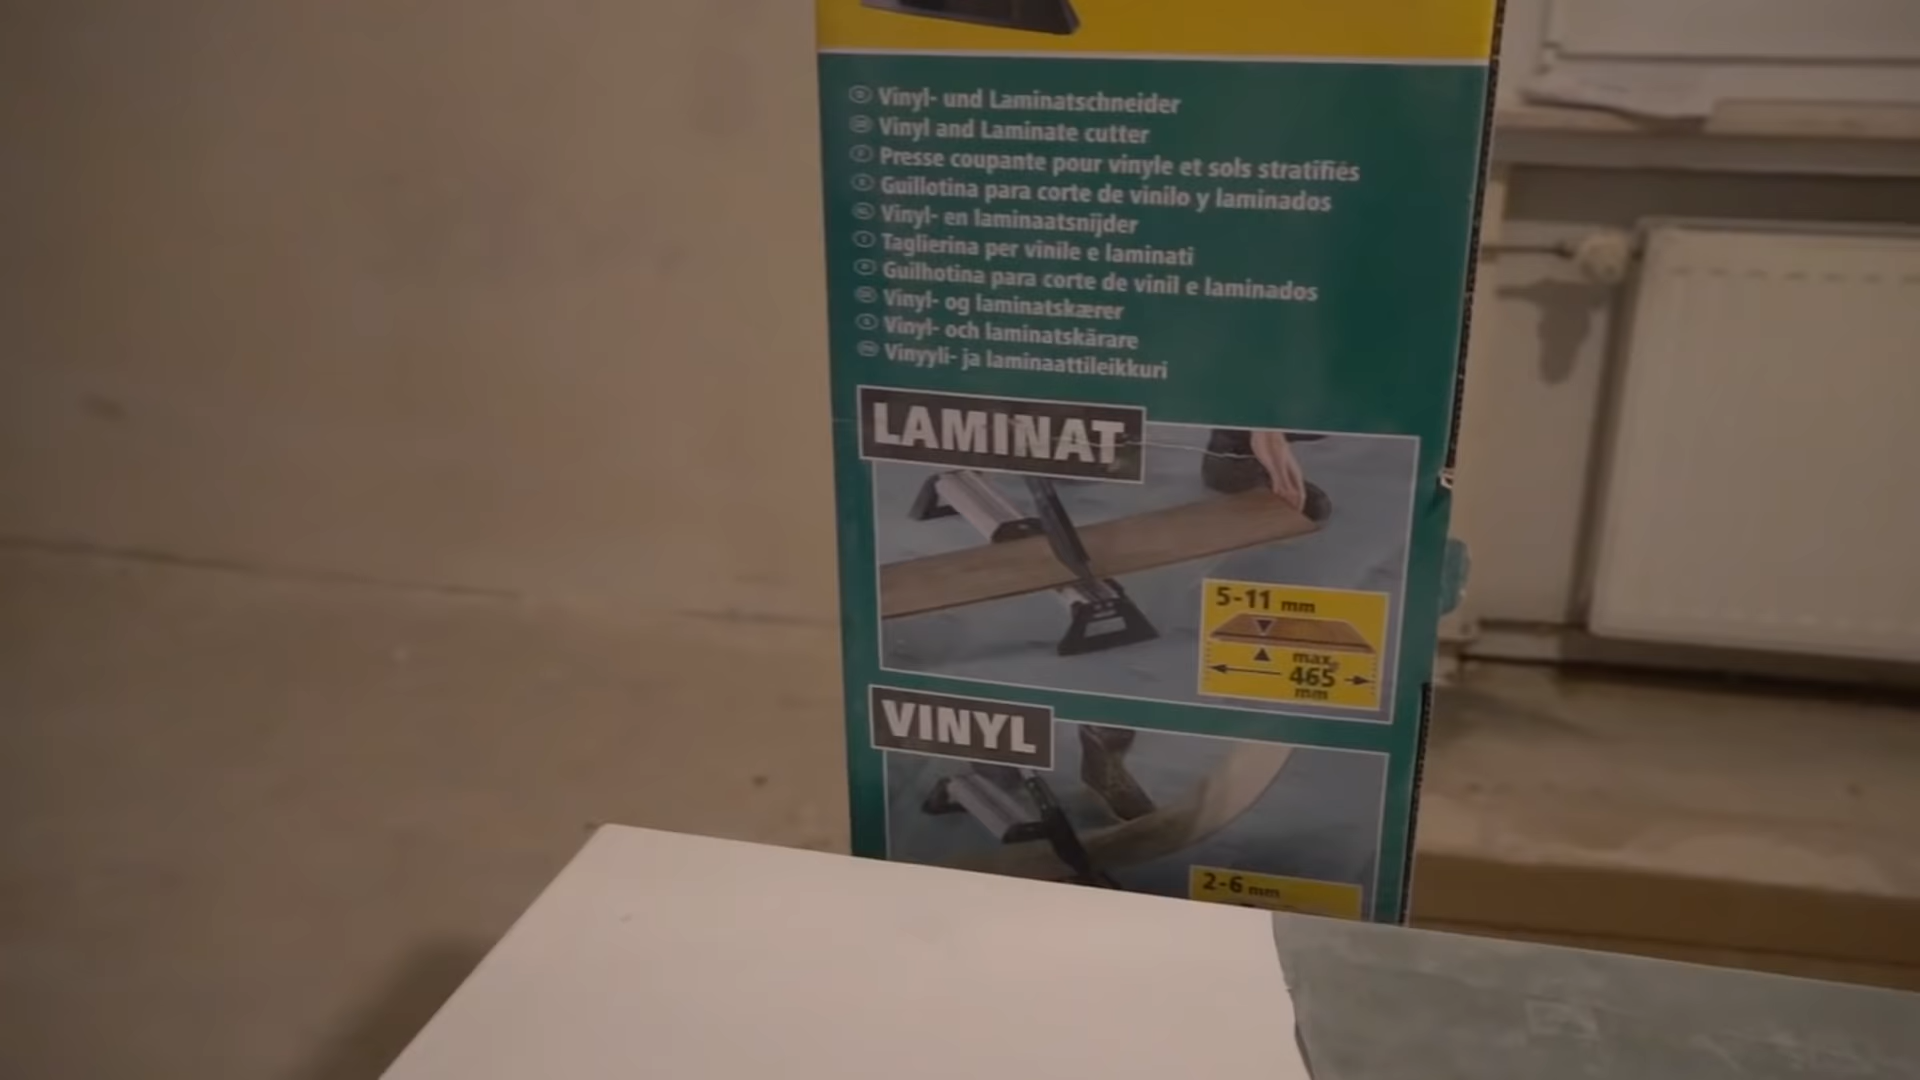 Vinyl- und Laminatschneider
Vinyl and Laminate cutter
Presse coupante pour vinyle et sols stratifiés
Guillotina para corte de vinilo y laminados
Vinyl- en laminaatsnijder
Taglierina per vinile e laminati
Guilhotina para corte de vinil e laminados
Vinyl- og laminatskærer
Vinyl- och laminatskärare
Vinyyli- ja laminaattileikkuri
LAMINAT
5-11 mm
max.
465
mm
VINYL
2-6 mm